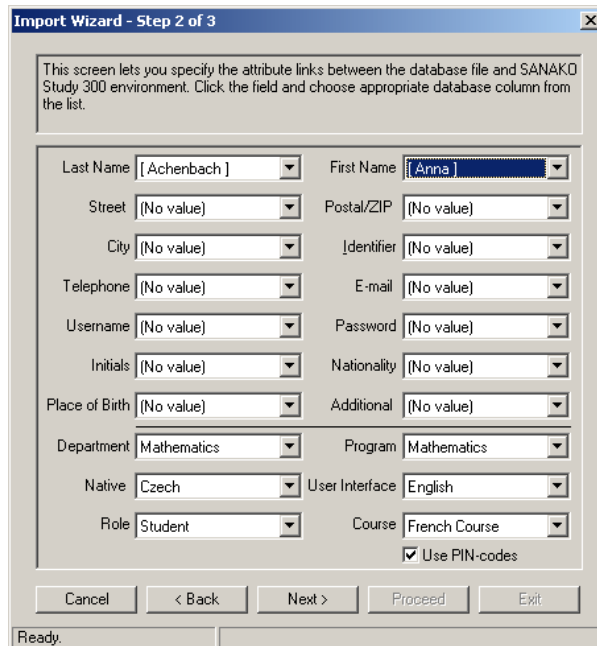 Import Wizard - Step 2 of 3
This screen lets you specify the attribute links between the database file and SANAKO
Study 300 environment. Click the field and choose appropriate database column from
the list.
Last Name [ Achenbach ] First Name [ Anna ]
Street (No value) Postal/ZIP (No value)
City (No value) Identifier (No value)
Telephone (No value) E-mail (No value)
Username (No value) Password (No value)
Initials (No value) Nationality (No value)
Place of Birth (No value) Additional (No value)
Department Mathematics Program Mathematics
Native Czech User Interface English
Role Student Course French Course
Use PIN-codes
Cancel < Back Next > Proceed Exit
Ready.